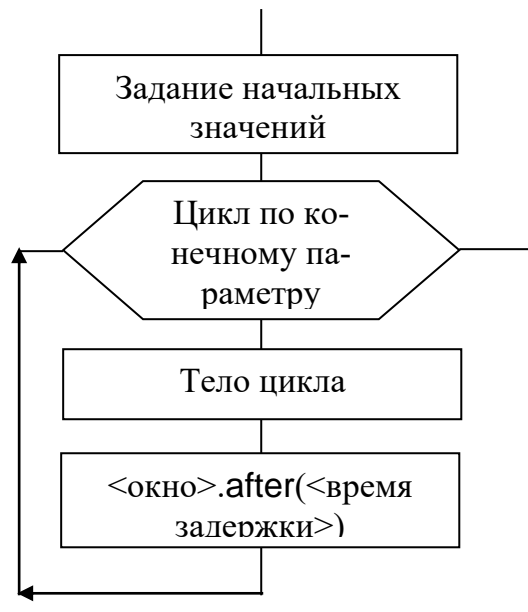 Задание начальных
значений
Цикл по ко-
нечному па-
раметру
Тело цикла
<окно>.after(<время
задержки>)